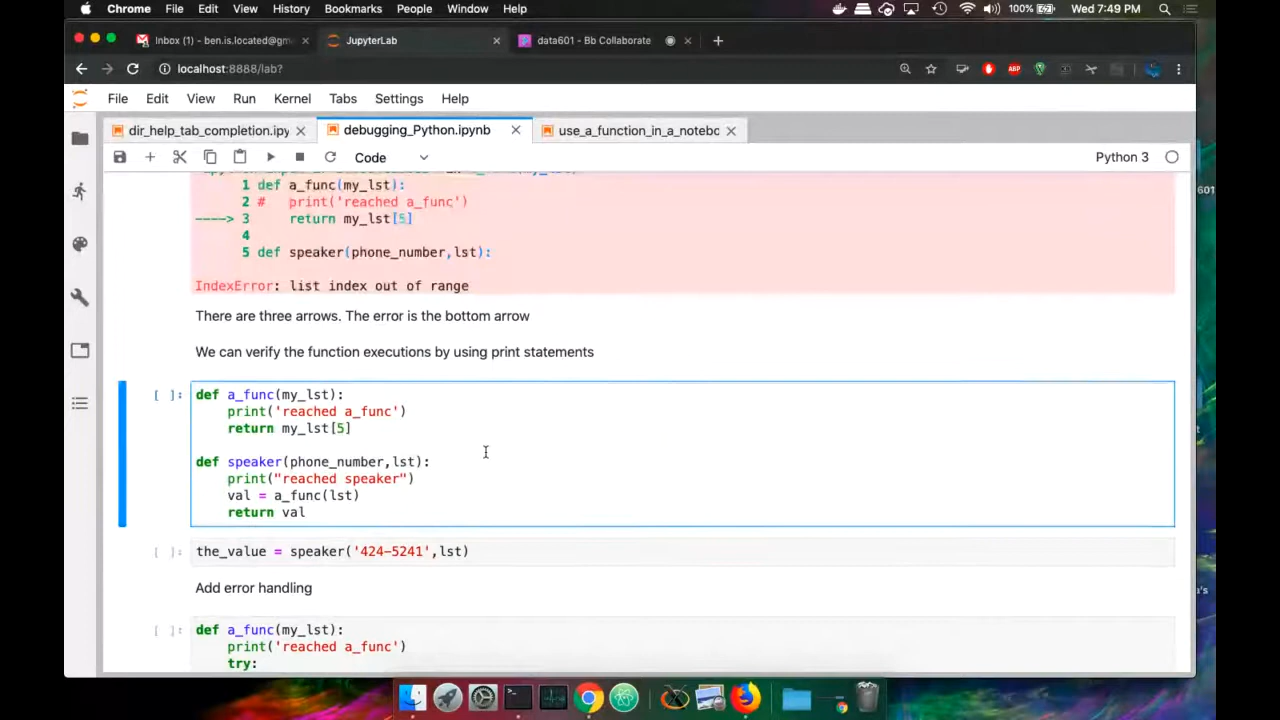 Chrome File Edit View History Bookmarks People Window Help 100% Wed 7:49 PM
Inbox (1) - ben.is.located@gm JupyterLab data601 - Bb Collaborate
localhost:8888/lab?
File Edit View Run Kernel Tabs Settings Help
dir_help_tab_completion.ipy debugging_Python.ipynb use_a_function_in_a_notebo
Code Python 3
1 def a_func(my_lst):
2 # print('reached a_func')
----> 3 return my_lst[5]
4
5 def speaker(phone_number,lst):
IndexError: list index out of range
There are three arrows. The error is the bottom arrow
We can verify the function executions by using print statements
[ ]: def a_func(my_lst):
print('reached a_func')
return my_lst[5]
def speaker(phone_number,lst):
print("reached speaker")
val = a_func(lst)
return val
[ ]: the_value = speaker('424-5241',lst)
Add error handling
[ ]: def a_func(my_lst):
print('reached a_func')
try: